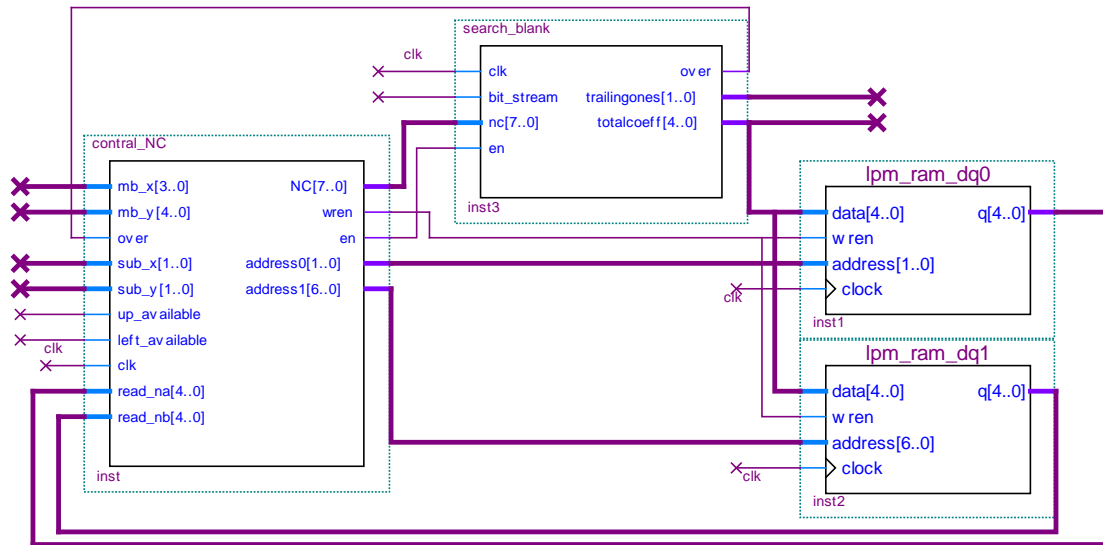 search_blank
clk
clk
over
bit_stream
trailingones[1..0]
nc[7..0]
totalcoeff[4..0]
en
inst3
contral_NC
mb_x[3..0]
NC[7..0]
mb_y[4..0]
wren
over
en
sub_x[1..0]
address0[1..0]
sub_y[1..0]
address1[6..0]
up_available
left_available
clk
clk
read_na[4..0]
read_nb[4..0]
inst
lpm_ram_dq0
data[4..0]
q[4..0]
wren
address[1..0]
clk
clock
inst1
lpm_ram_dq1
data[4..0]
q[4..0]
wren
address[6..0]
clk
clock
inst2